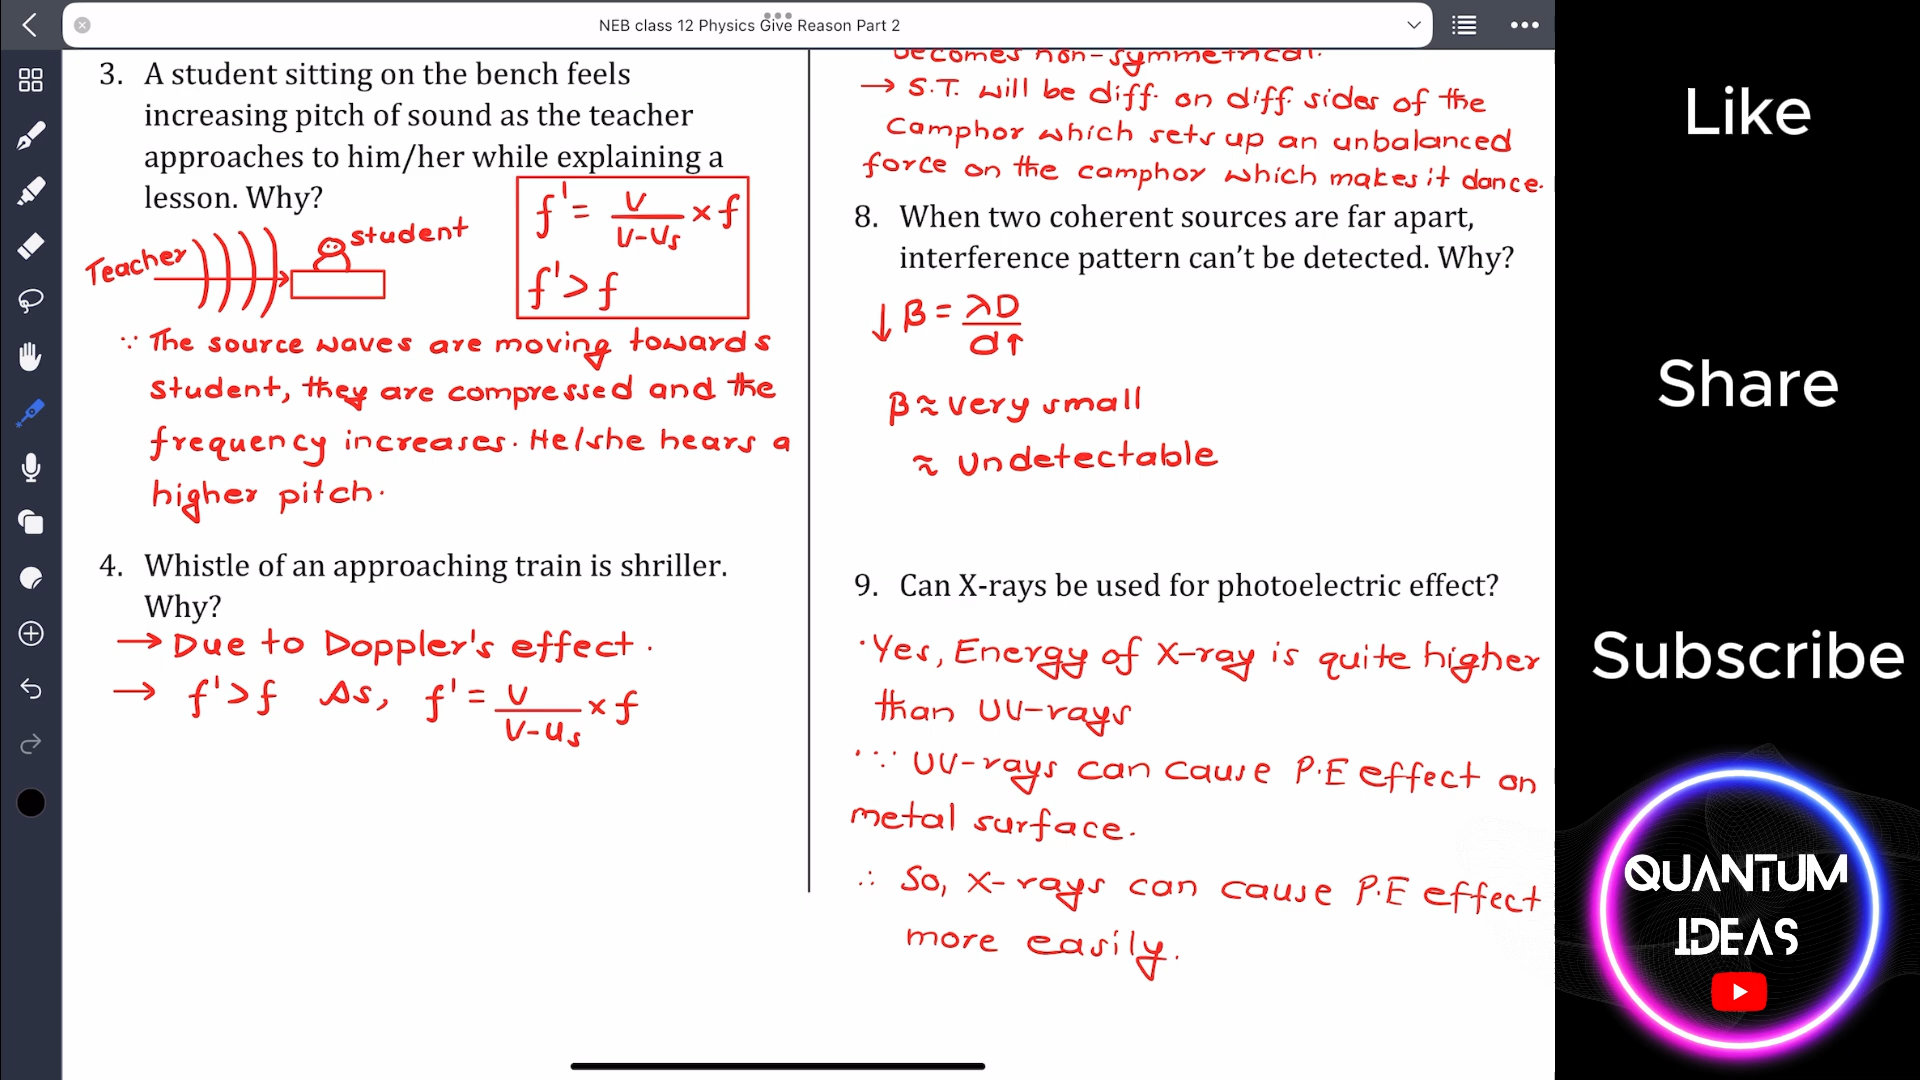 NEB class 12 Physics Give Reason Part 2
3. A student sitting on the bench feels
increasing pitch of sound as the teacher
approaches to him/her while explaining a
lesson. Why?
Teacher
student
f' = v/(v-us) × f
f' > f
∵ The source waves are moving towards
student, they are compressed and the
frequency increases. He/she hears a
higher pitch.
4. Whistle of an approaching train is shriller.
Why?
→ Due to Doppler's effect.
→ f' > f As, f' = v/(v-us) × f
becomes non-symmetrical.
→ S.T. will be diff. on diff. sides of the
camphor which sets up an unbalanced
force on the camphor which makes it dance.
8. When two coherent sources are far apart,
interference pattern can't be detected. Why?
↓ β = λD/d↑
β ≈ very small
≈ undetectable
9. Can X-rays be used for photoelectric effect?
· Yes, Energy of X-ray is quite higher
than UV-rays
∵ UV-rays can cause P.E effect on
metal surface.
∴ So, X-rays can cause P.E effect
more easily.
Like
Share
Subscribe
QUANTUM
IDEAS